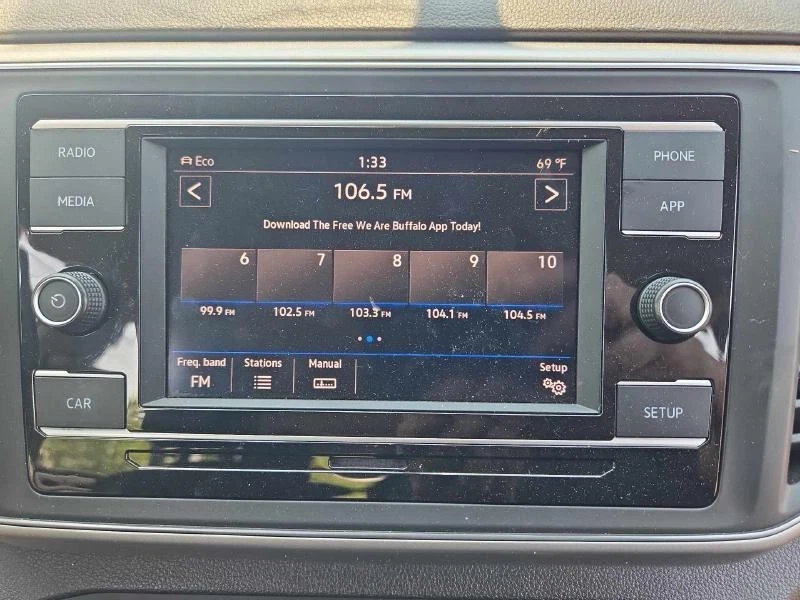 RADIO
MEDIA
CAR
Eco 1:33 69 °F
< 106.5 FM >
Download The Free We Are Buffalo App Today!
6 7 8 9 10
99.9 FM 102.5 FM 103.3 FM 104.1 FM 104.5 FM
Freq. band Stations Manual Setup
FM
PHONE
APP
SETUP